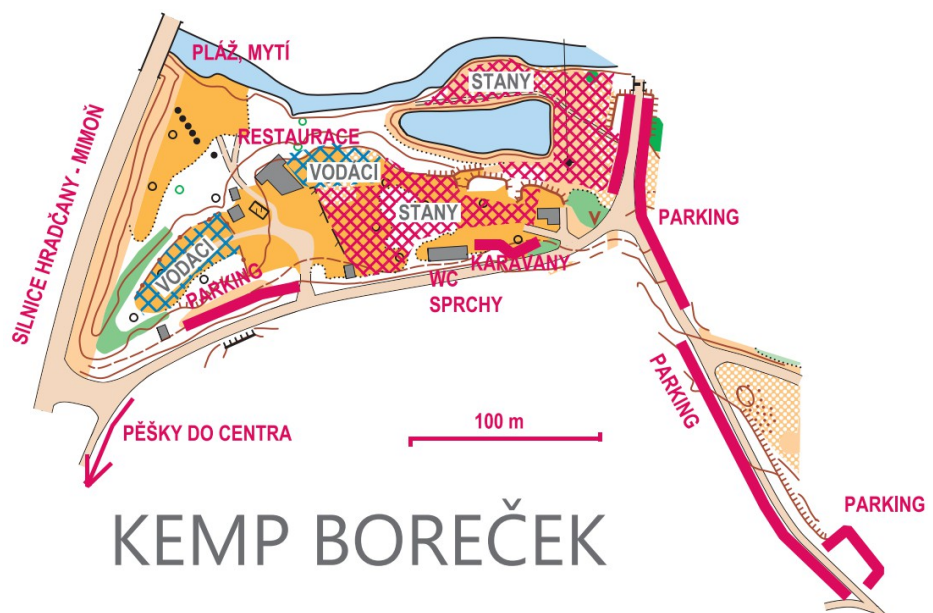 PLÁŽ, MYTÍ
STANY
RESTAURACE
VODÁCI
STANY
SILNICE HRADČANY - MIMOŇ
VODÁCI
PARKING
KARAVANY
WC
SPRCHY
PARKING
PARKING
PĚŠKY DO CENTRA
100 m
PARKING
KEMP BOREČEK